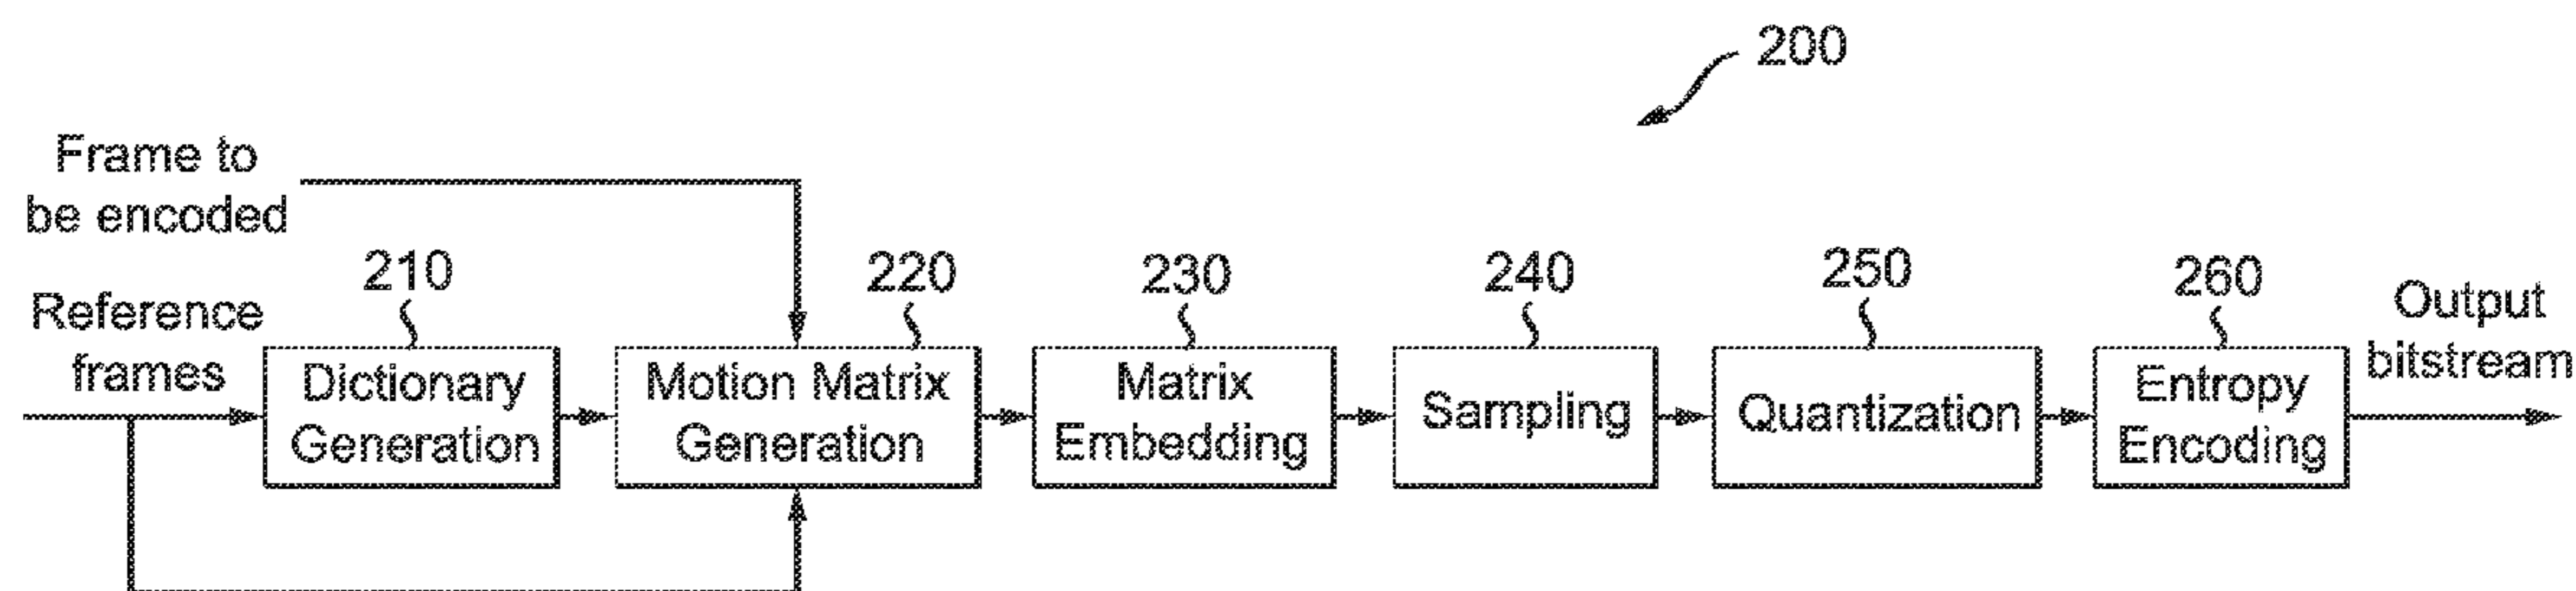 200
Frame to
be encoded
Reference
frames
210
Dictionary
Generation
220
Motion Matrix
Generation
230
Matrix
Embedding
240
Sampling
250
Quantization
260
Entropy
Encoding
Output
bitstream